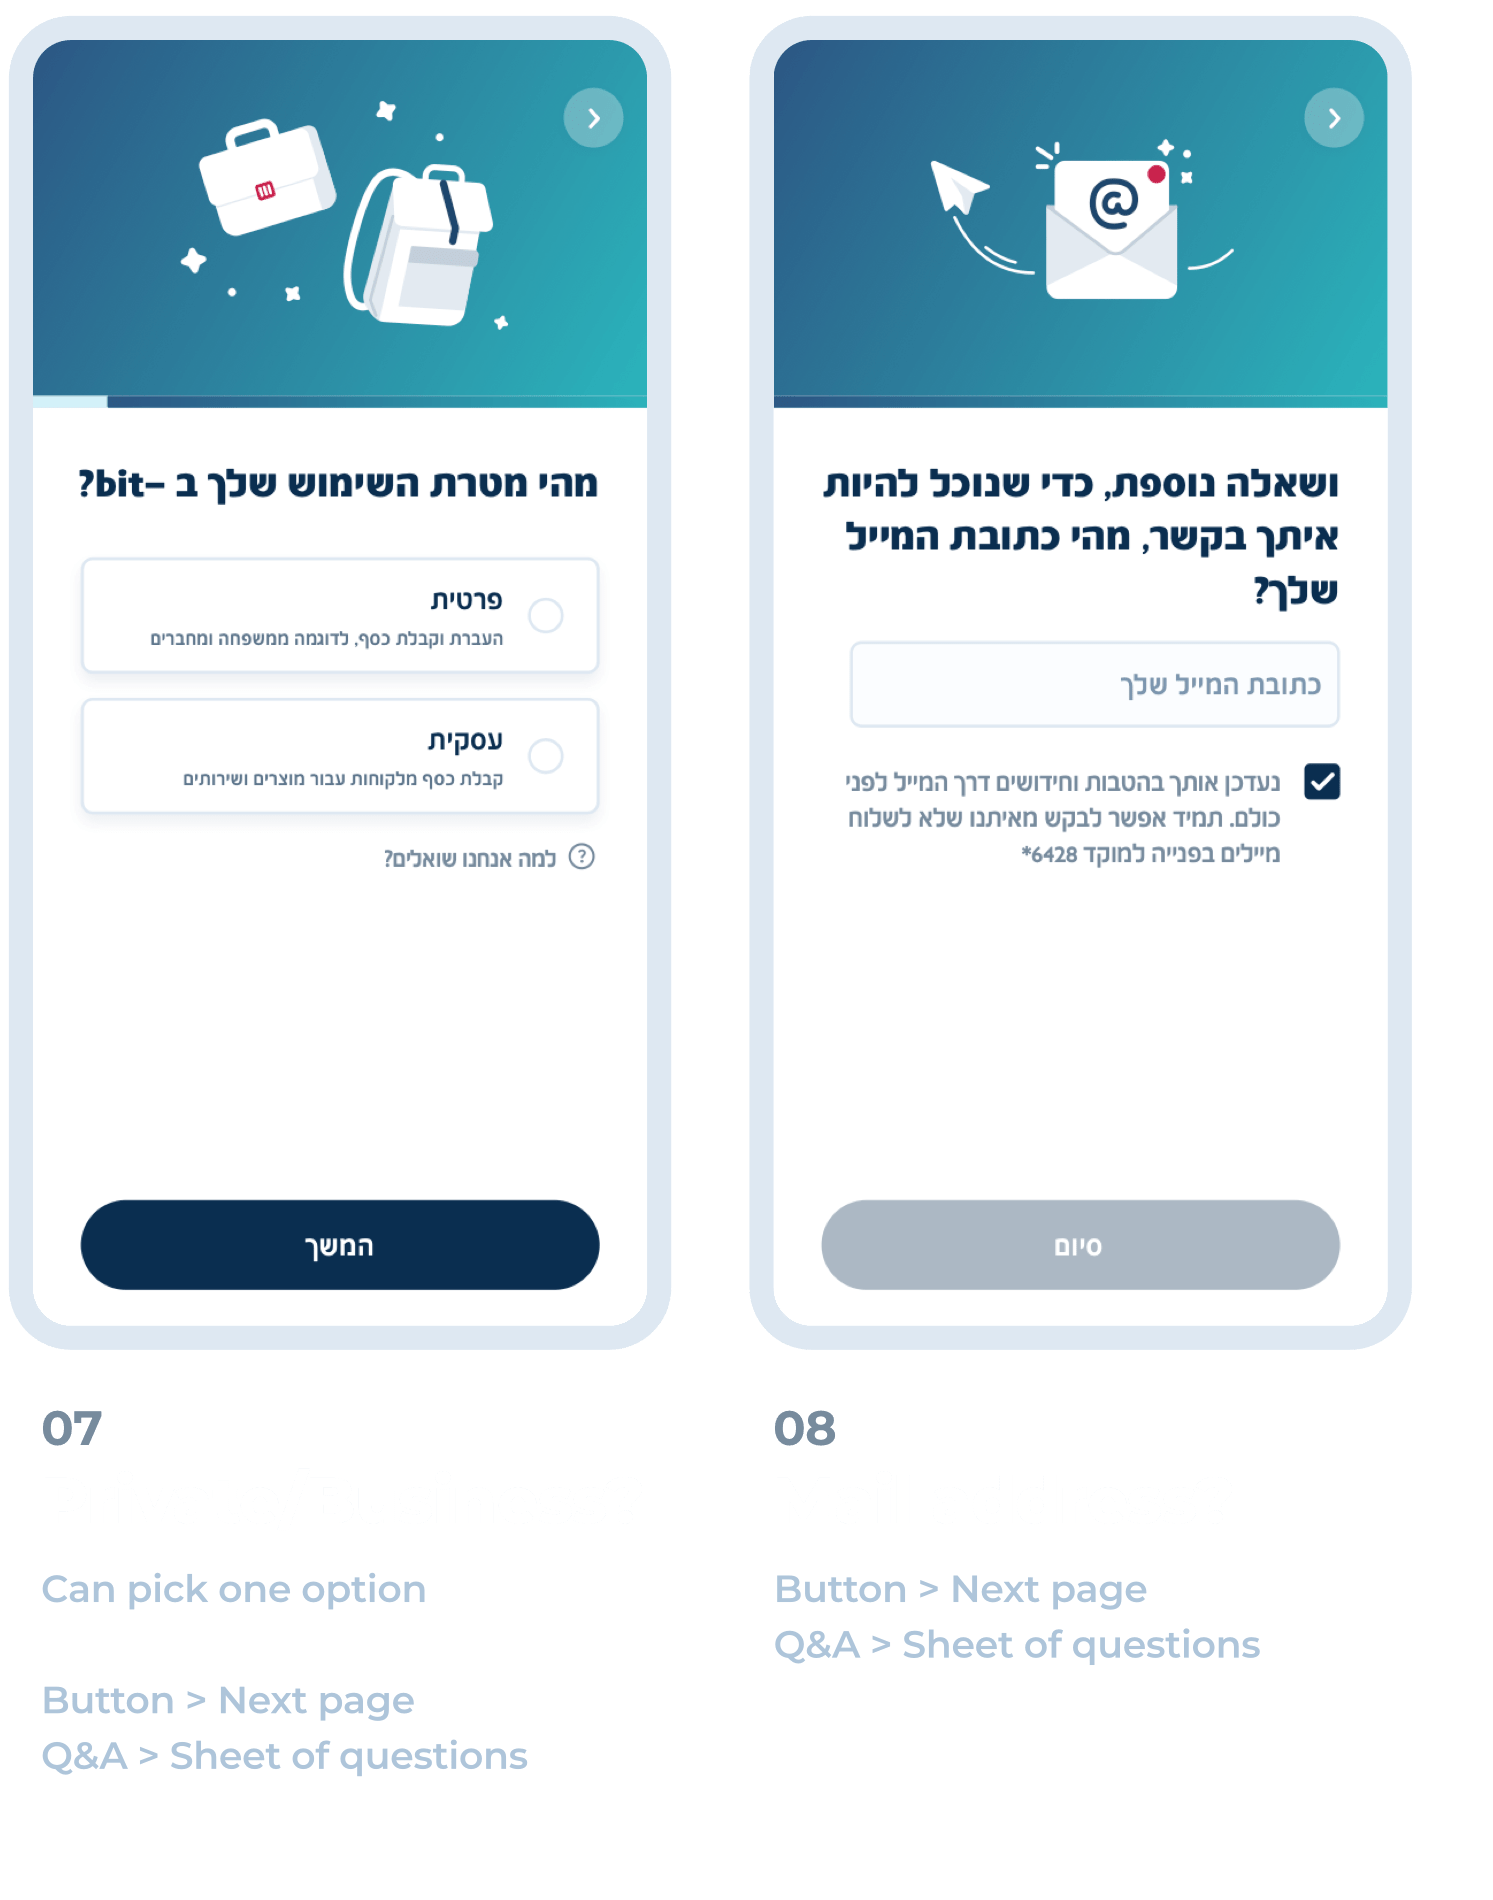 מהי מטרת השימוש שלך ב –bit?
פרטית
העברת וקבלת כסף, לדוגמה ממשפחה ומחברים
עסקית
קבלת כסף מלקוחות עבור מוצרים ושירותים
למה אנחנו שואלים?
המשך
07
Can pick one option
Button > Next page
Q&A > Sheet of questions
@
ושאלה נוספת, כדי שנוכל להיות
איתך בקשר, מהי כתובת המייל
שלך?
כתובת המייל שלך
נעדכן אותך בהטבות וחידושים דרך המייל לפני
כולם. תמיד אפשר לבקש מאיתנו שלא לשלוח
מיילים בפנייה למוקד 6428*
סיום
08
Button > Next page
Q&A > Sheet of questions